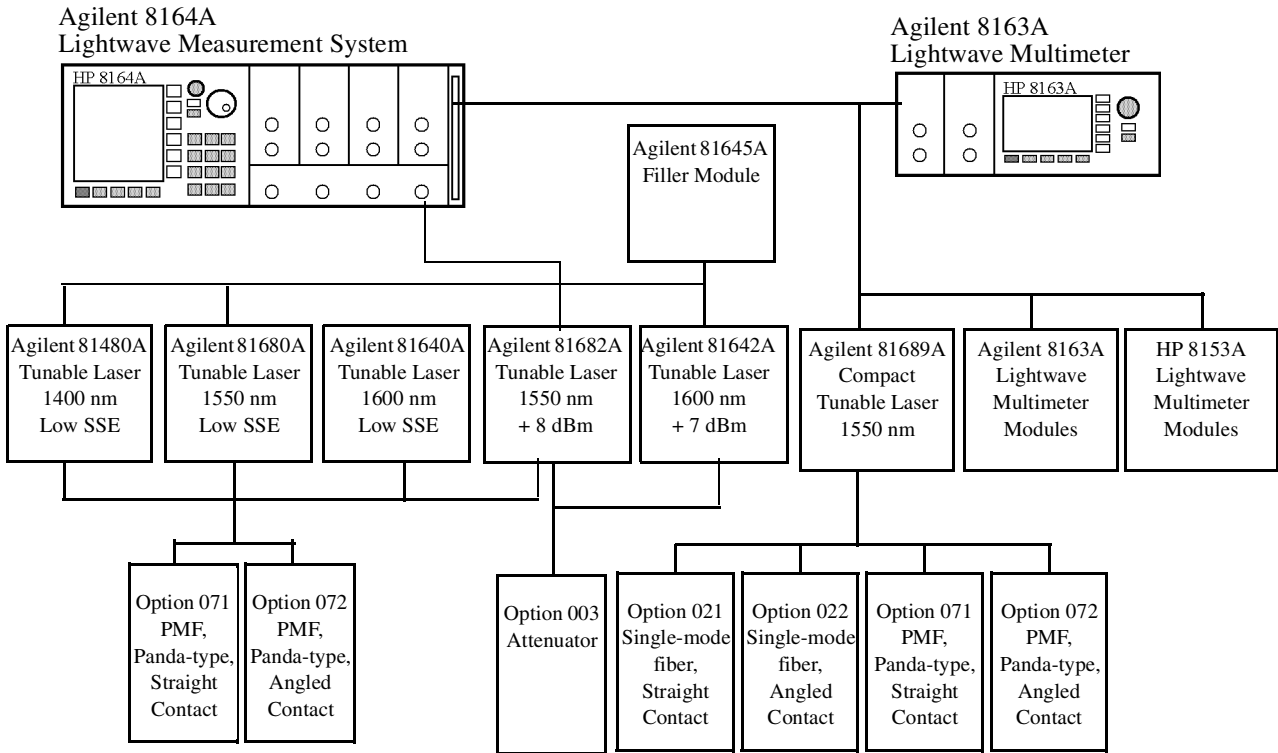 Agilent 8164A
Lightwave Measurement System
HP 8164A
Agilent 8163A
Lightwave Multimeter
HP 8163A
Agilent 81645A
Filler Module
Agilent 81480A
Tunable Laser
1400 nm
Low SSE
Agilent 81680A
Tunable Laser
1550 nm
Low SSE
Agilent 81640A
Tunable Laser
1600 nm
Low SSE
Agilent 81682A
Tunable Laser
1550 nm
+ 8 dBm
Agilent 81642A
Tunable Laser
1600 nm
+ 7 dBm
Agilent 81689A
Compact
Tunable Laser
1550 nm
Agilent 8163A
Lightwave
Multimeter
Modules
HP 8153A
Lightwave
Multimeter
Modules
Option 071
PMF,
Panda-type,
Straight
Contact
Option 072
PMF,
Panda-type,
Angled
Contact
Option 003
Attenuator
Option 021
Single-mode
fiber,
Straight
Contact
Option 022
Single-mode
fiber,
Angled
Contact
Option 071
PMF,
Panda-type,
Straight
Contact
Option 072
PMF,
Panda-type,
Angled
Contact